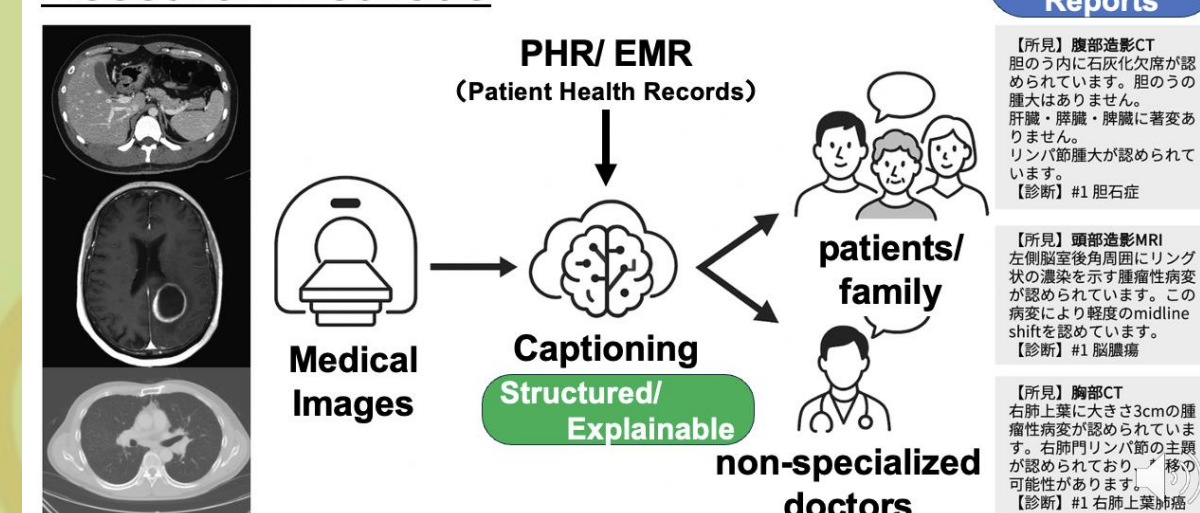 Reports
PHR/ EMR
（Patient Health Records）
Medical
Images
Captioning
Structured/
Explainable
patients/
family
non-specialized
doctors
【所見】腹部造影CT
胆のう内に石灰化欠席が認
められています。胆のうの
腫大はありません。
肝臓・膵臓・脾臓に著変あ
りません。
リンパ節腫大が認められて
います。
【診断】#1 胆石症
【所見】頭部造影MRI
左側脳室後角周囲にリング
状の濃染を示す腫瘤性病変
が認められています。この
病変により軽度のmidline
shiftを認めています。
【診断】#1 脳膿瘍
【所見】胸部CT
右肺上葉に大きさ3cmの腫
瘤性病変が認められていま
す。右肺門リンパ節の主題
が認められており、移の
可能性があります。
【診断】#1 右肺上葉肺癌